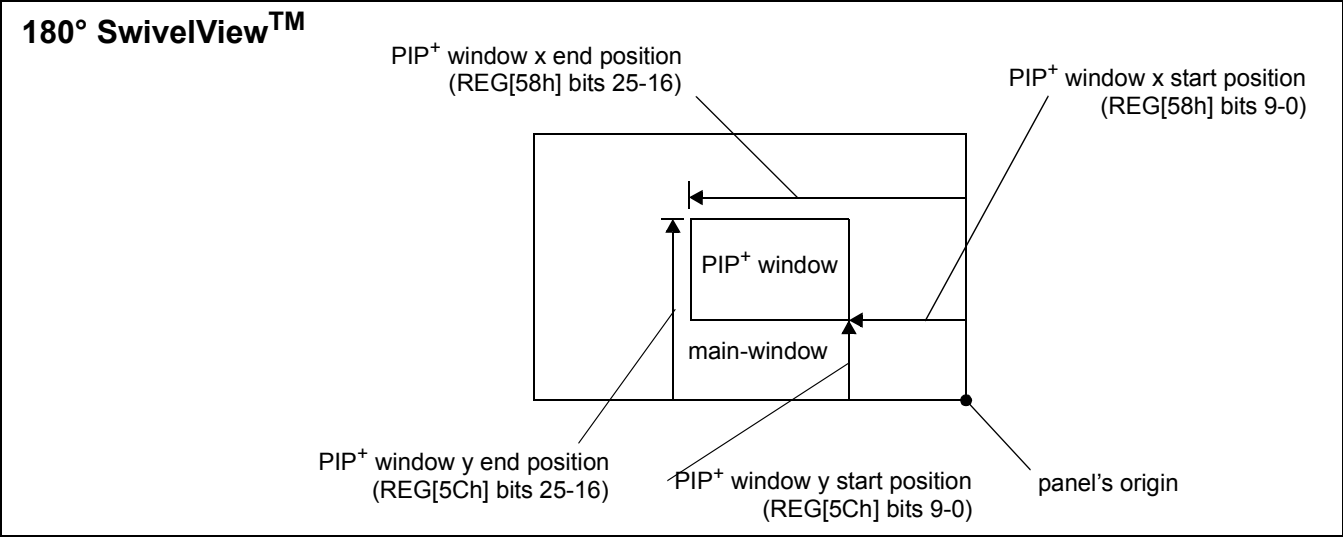 180° SwivelView™
PIP+ window x end position
(REG[58h] bits 25-16)
PIP+ window x start position
(REG[58h] bits 9-0)
PIP+ window
main-window
PIP+ window y end position
(REG[5Ch] bits 25-16)
PIP+ window y start position
(REG[5Ch] bits 9-0)
panel's origin